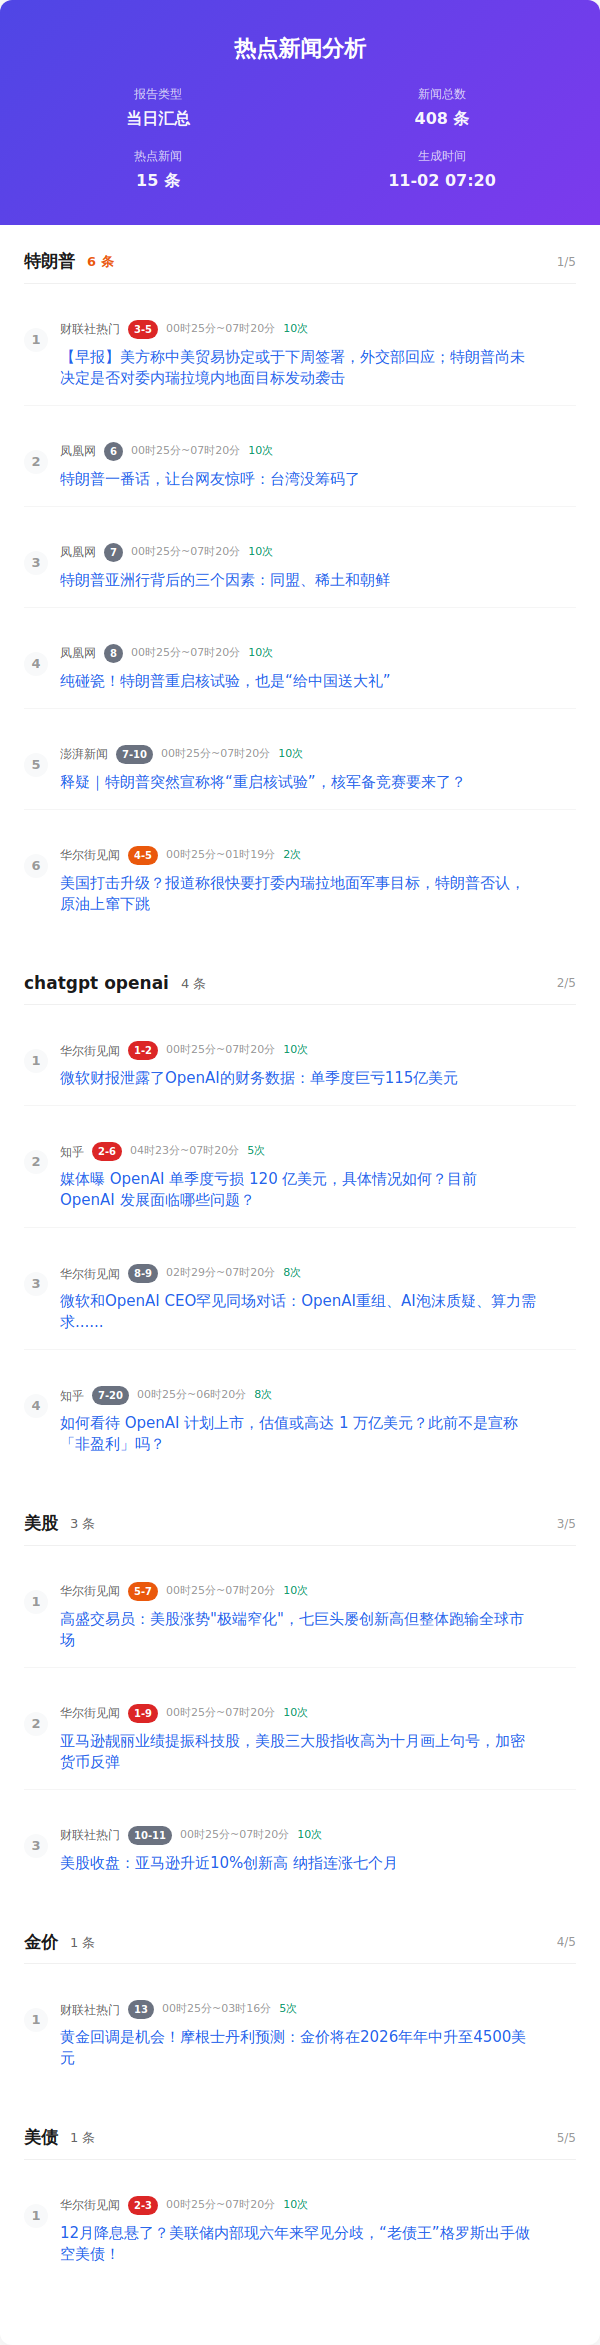 热点新闻分析
报告类型
新闻总数
当日汇总
408 条
热点新闻
生成时间
15 条
11-02 07:20
特朗普 6 条 1/5
1
财联社热门 3-5 00时25分~07时20分 10次
【早报】美方称中美贸易协定或于下周签署，外交部回应；特朗普尚未
决定是否对委内瑞拉境内地面目标发动袭击
2
凤凰网 6 00时25分~07时20分 10次
特朗普一番话，让台网友惊呼：台湾没筹码了
3
凤凰网 7 00时25分~07时20分 10次
特朗普亚洲行背后的三个因素：同盟、稀土和朝鲜
4
凤凰网 8 00时25分~07时20分 10次
纯碰瓷！特朗普重启核试验，也是“给中国送大礼”
5
澎湃新闻 7-10 00时25分~07时20分 10次
释疑｜特朗普突然宣称将“重启核试验”，核军备竞赛要来了？
6
华尔街见闻 4-5 00时25分~01时19分 2次
美国打击升级？报道称很快要打委内瑞拉地面军事目标，特朗普否认，
原油上窜下跳
chatgpt openai 4 条 2/5
1
华尔街见闻 1-2 00时25分~07时20分 10次
微软财报泄露了OpenAI的财务数据：单季度巨亏115亿美元
2
知乎 2-6 04时23分~07时20分 5次
媒体曝 OpenAI 单季度亏损 120 亿美元，具体情况如何？目前
OpenAI 发展面临哪些问题？
3
华尔街见闻 8-9 02时29分~07时20分 8次
微软和OpenAI CEO罕见同场对话：OpenAI重组、AI泡沫质疑、算力需
求……
4
知乎 7-20 00时25分~06时20分 8次
如何看待 OpenAI 计划上市，估值或高达 1 万亿美元？此前不是宣称
「非盈利」吗？
美股 3 条 3/5
1
华尔街见闻 5-7 00时25分~07时20分 10次
高盛交易员：美股涨势"极端窄化"，七巨头屡创新高但整体跑输全球市
场
2
华尔街见闻 1-9 00时25分~07时20分 10次
亚马逊靓丽业绩提振科技股，美股三大股指收高为十月画上句号，加密
货币反弹
3
财联社热门 10-11 00时25分~07时20分 10次
美股收盘：亚马逊升近10%创新高 纳指连涨七个月
金价 1 条 4/5
1
财联社热门 13 00时25分~03时16分 5次
黄金回调是机会！摩根士丹利预测：金价将在2026年年中升至4500美
元
美债 1 条 5/5
1
华尔街见闻 2-3 00时25分~07时20分 10次
12月降息悬了？美联储内部现六年来罕见分歧，“老债王”格罗斯出手做
空美债！